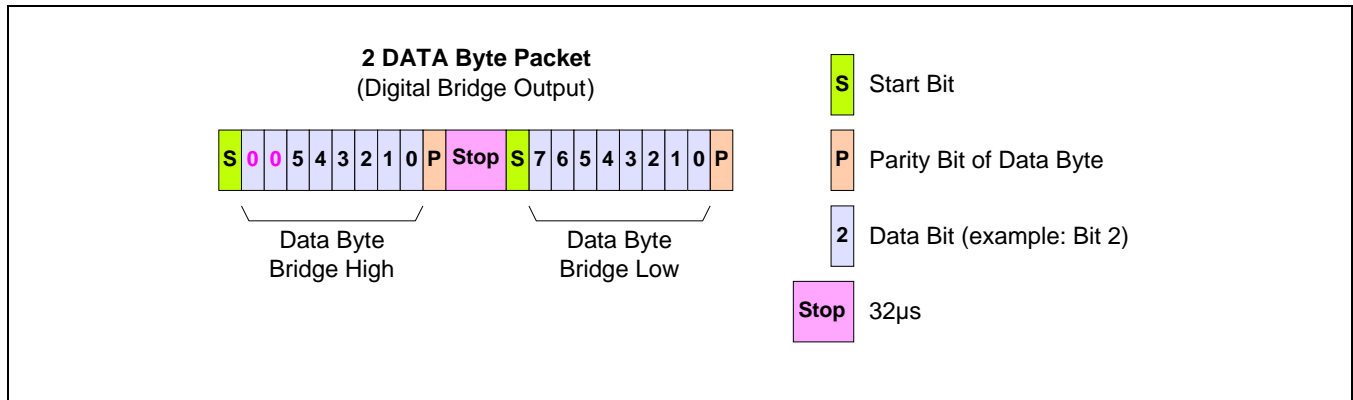 2 DATA Byte Packet
(Digital Bridge Output)
S 0 0 5 4 3 2 1 0 P Stop S 7 6 5 4 3 2 1 0 P
Data Byte
Bridge High
Data Byte
Bridge Low
S Start Bit
P Parity Bit of Data Byte
2 Data Bit (example: Bit 2)
Stop 32µs